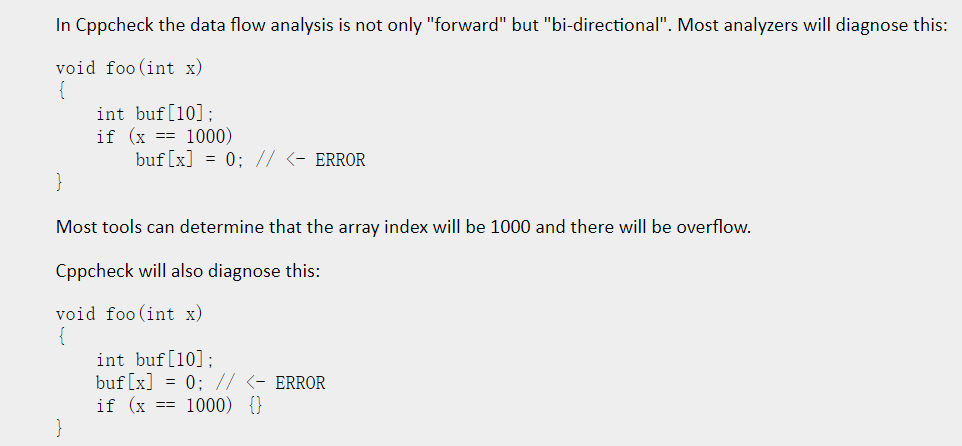 In Cppcheck the data flow analysis is not only "forward" but "bi-directional". Most analyzers will diagnose this:
void foo(int x)
{
    int buf[10];
    if (x == 1000)
        buf[x] = 0; // <- ERROR
}
Most tools can determine that the array index will be 1000 and there will be overflow.
Cppcheck will also diagnose this:
void foo(int x)
{
    int buf[10];
    buf[x] = 0; // <- ERROR
    if (x == 1000) {}
}